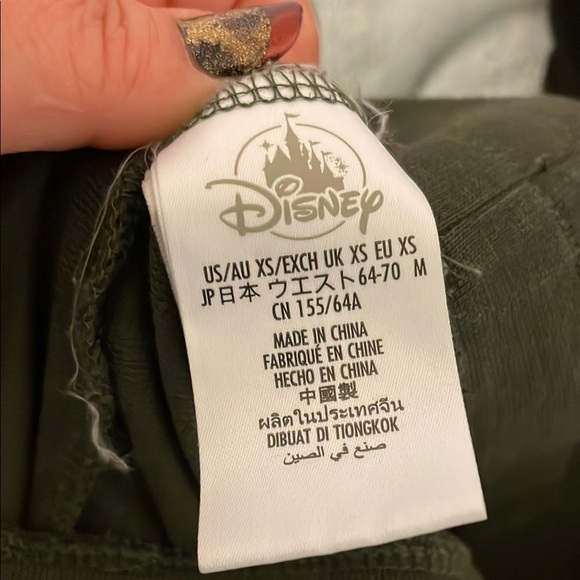 Disney
US/AU XS/EXCH UK XS EU XS
JP日本 ウエスト64-70 M
CN 155/64A
MADE IN CHINA
FABRIQUÉ EN CHINE
HECHO EN CHINA
中國製
ผลิตในประเทศจีน
DIBUAT DI TIONGKOK
صنع في الصين